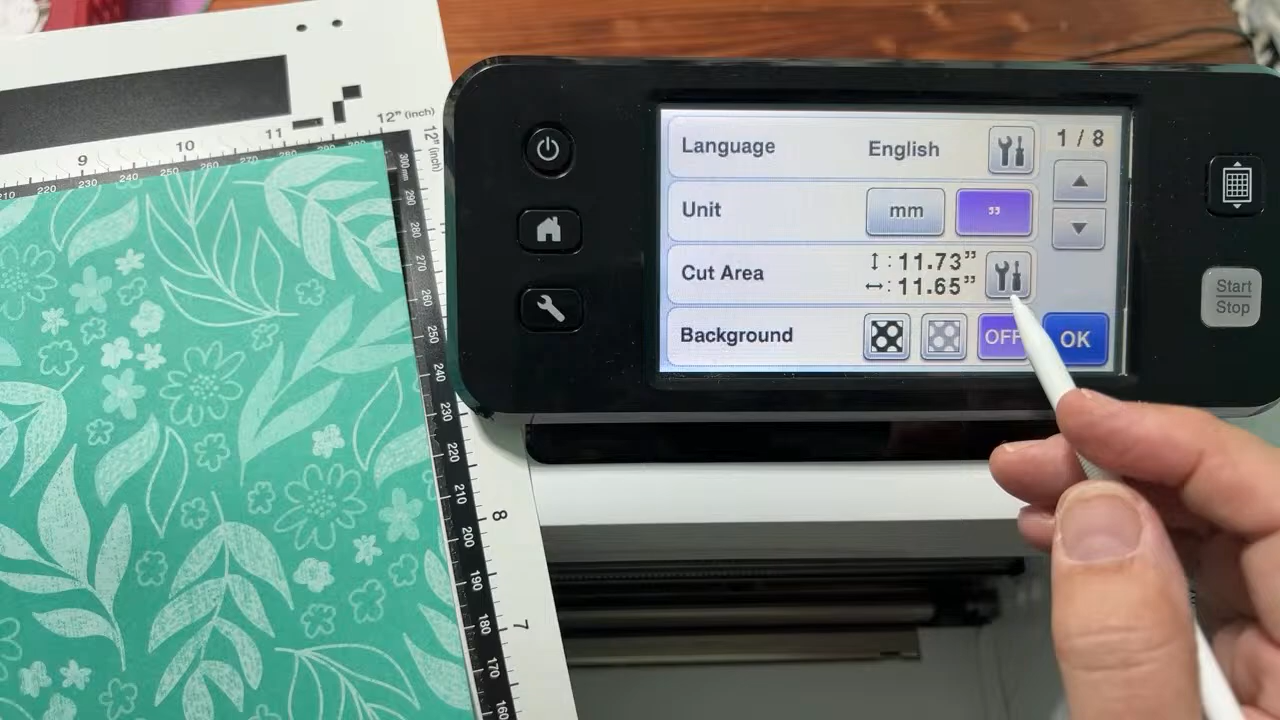 12" (inch)
12" (inch)
9
10
11
210
220
230
240
250
260
270
280
300
290
280
270
260
250
240
230
220
210
200
190
180
170
160
8
7
Language English
1 / 8
Unit mm ”
Cut Area ↕ : 11.73”
↔ : 11.65”
Background OFF OK
Start
Stop